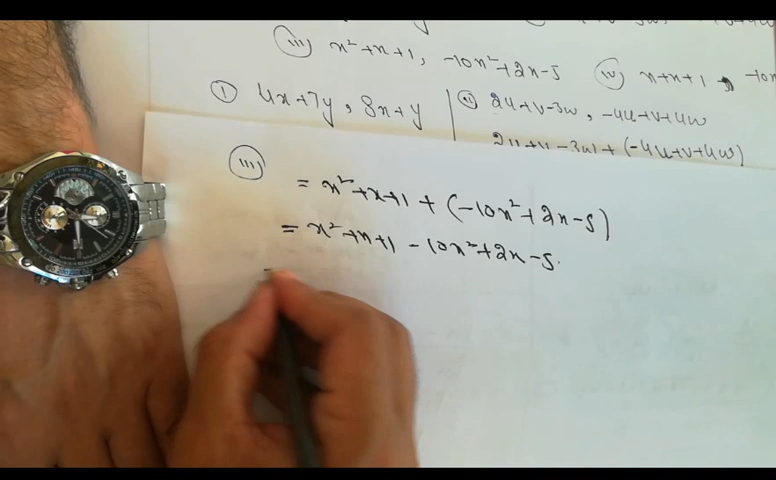 (iii) x²+x+1, -10x²+2x-5 (iv) x+x+1, -10x
(i) 4x+7y, 8x+y (ii) 2u+v-3w, -4u+v+4w
2u+v-3w+(-4u+v+4w)
(iii)
= x²+x+1 + (-10x²+2x-5)
= x²+x+1 -10x²+2x-5.